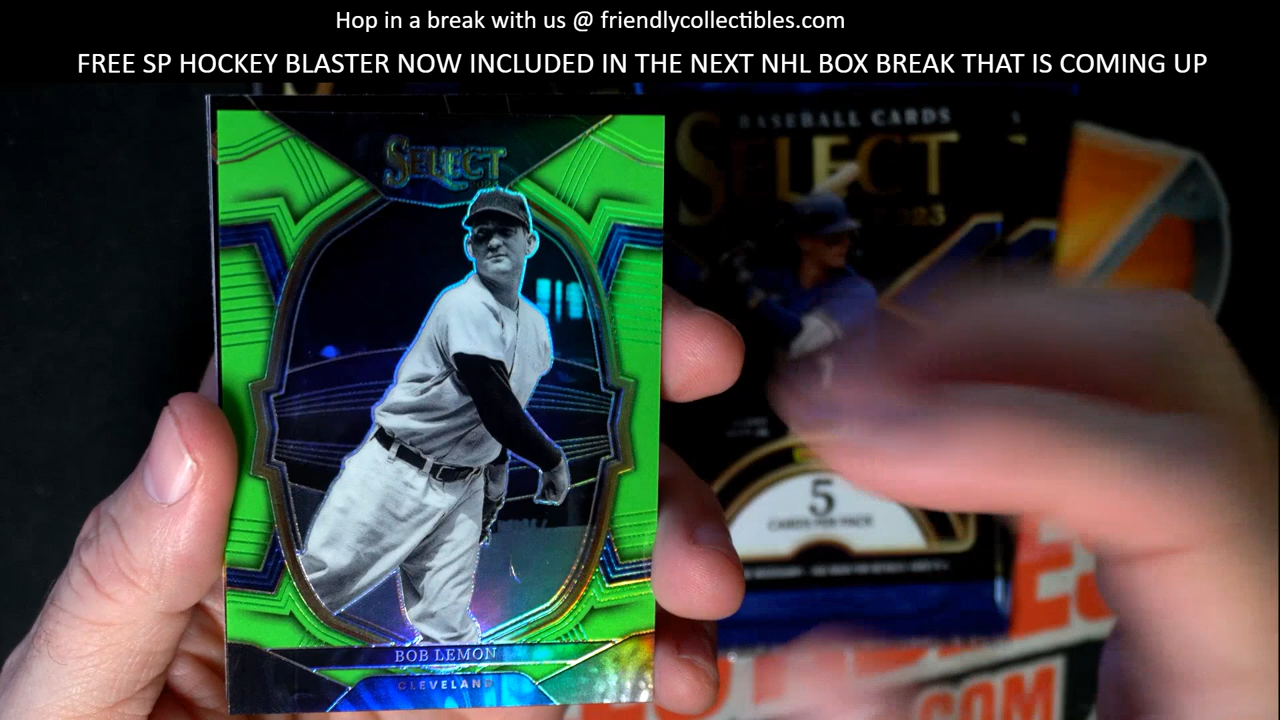 Hop in a break with us @ friendlycollectibles.com
FREE SP HOCKEY BLASTER NOW INCLUDED IN THE NEXT NHL BOX BREAK THAT IS COMING UP
SELECT
BOB LEMON
CLEVELAND
BASEBALL CARDS
SELECT
2023
5
CARDS PER PACK
.COM